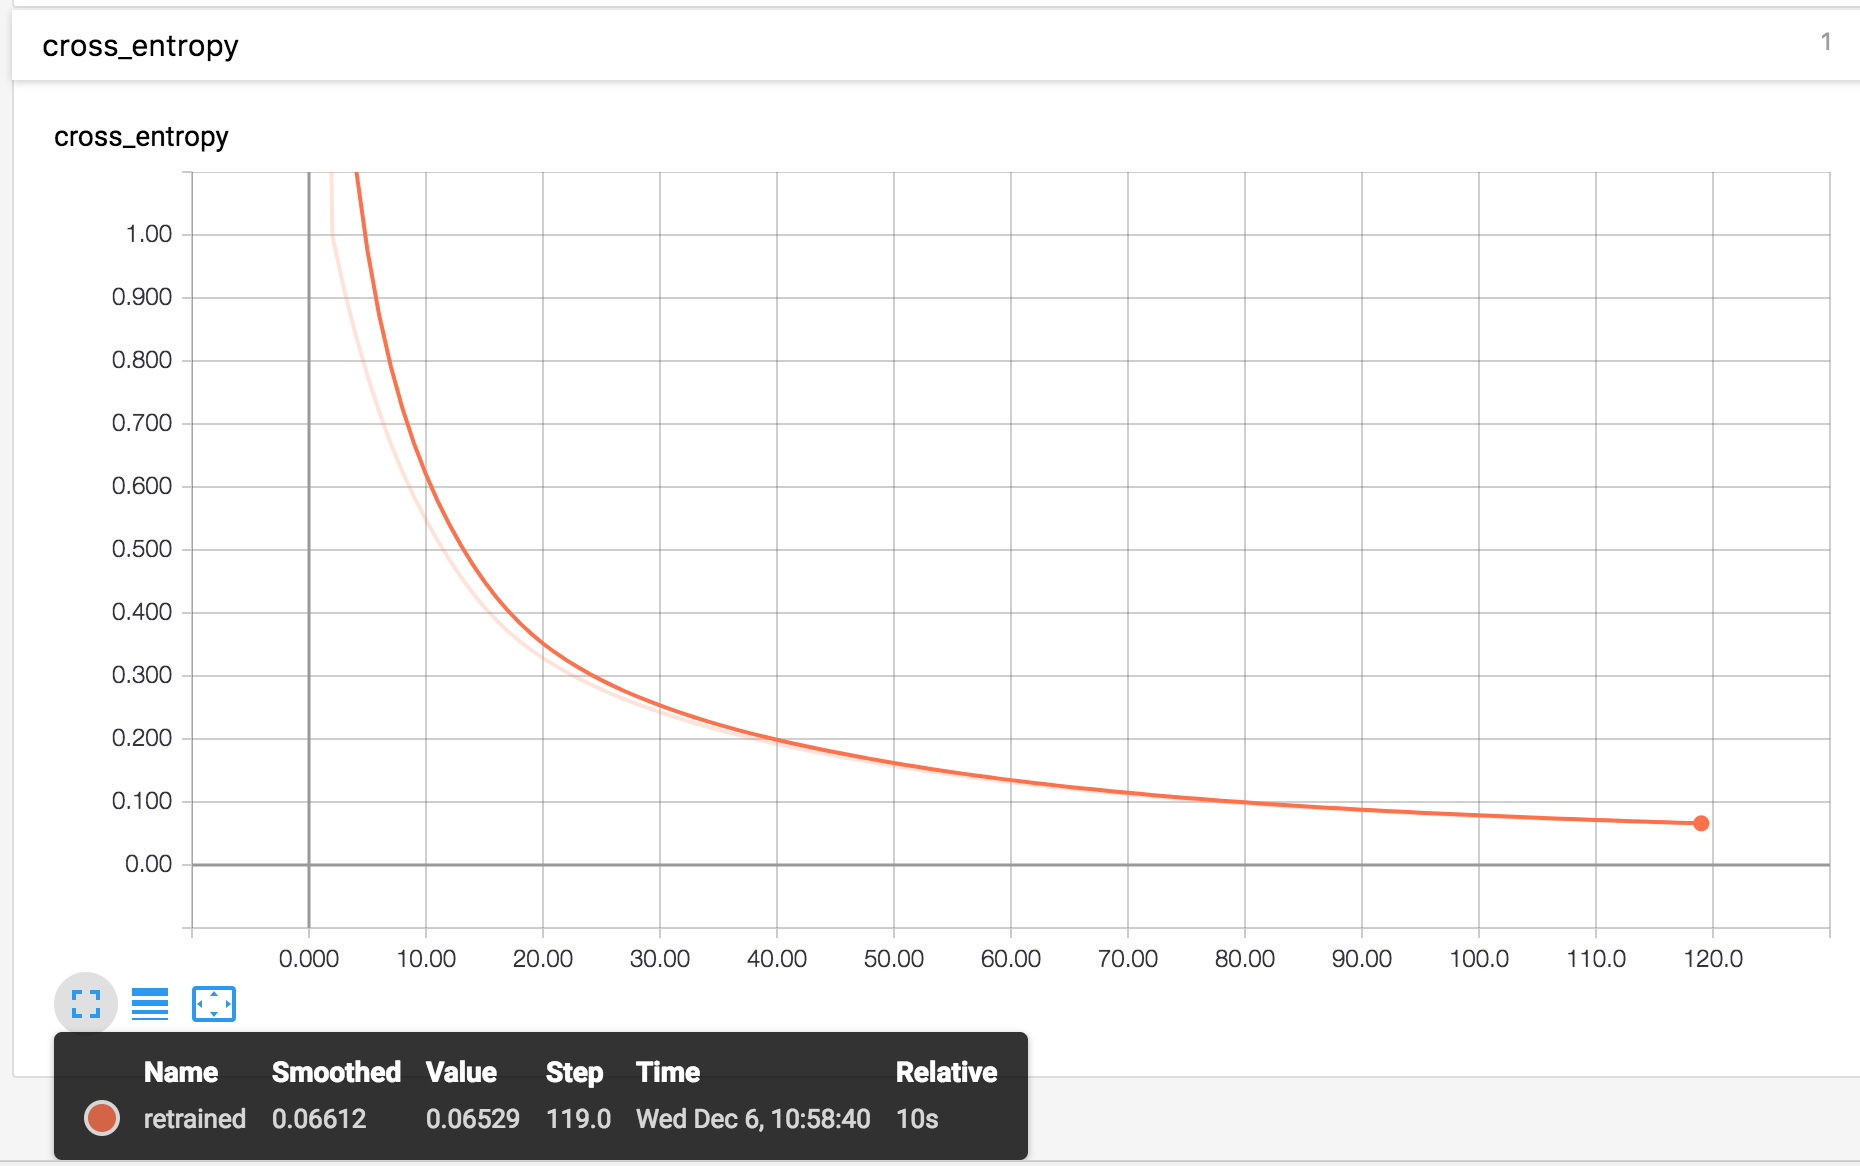 cross_entropy 1
cross_entropy
1.00
0.900
0.800
0.700
0.600
0.500
0.400
0.300
0.200
0.100
0.00
0.000 10.00 20.00 30.00 40.00 50.00 60.00 70.00 80.00 90.00 100.0 110.0 120.0
Name Smoothed Value Step Time Relative
retrained 0.06612 0.06529 119.0 Wed Dec 6, 10:58:40 10s